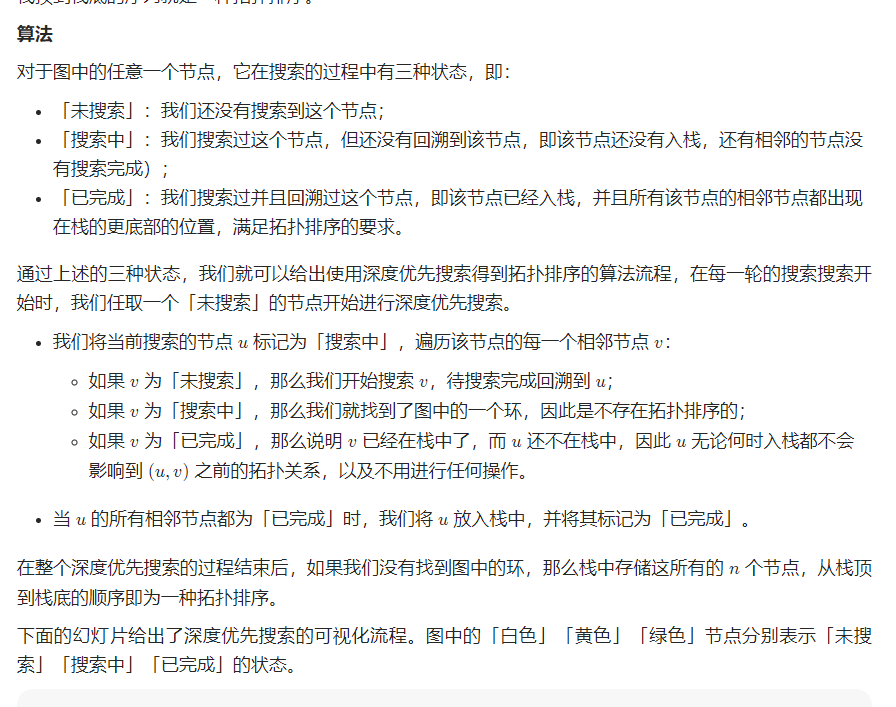 栈顶到栈底的序列就是一种拓扑排序。
算法
对于图中的任意一个节点，它在搜索的过程中有三种状态，即：
• 「未搜索」：我们还没有搜索到这个节点；
• 「搜索中」：我们搜索过这个节点，但还没有回溯到该节点，即该节点还没有入栈，还有相邻的节点没
有搜索完成）；
• 「已完成」：我们搜索过并且回溯过这个节点，即该节点已经入栈，并且所有该节点的相邻节点都出现
在栈的更底部的位置，满足拓扑排序的要求。
通过上述的三种状态，我们就可以给出使用深度优先搜索得到拓扑排序的算法流程，在每一轮的搜索搜索开
始时，我们任取一个「未搜索」的节点开始进行深度优先搜索。
• 我们将当前搜索的节点 u 标记为「搜索中」，遍历该节点的每一个相邻节点 v：
◦ 如果 v 为「未搜索」，那么我们开始搜索 v，待搜索完成回溯到 u；
◦ 如果 v 为「搜索中」，那么我们就找到了图中的一个环，因此是不存在拓扑排序的；
◦ 如果 v 为「已完成」，那么说明 v 已经在栈中了，而 u 还不在栈中，因此 u 无论何时入栈都不会
影响到 (u, v) 之前的拓扑关系，以及不用进行任何操作。
• 当 u 的所有相邻节点都为「已完成」时，我们将 u 放入栈中，并将其标记为「已完成」。
在整个深度优先搜索的过程结束后，如果我们没有找到图中的环，那么栈中存储这所有的 n 个节点，从栈顶
到栈底的顺序即为一种拓扑排序。
下面的幻灯片给出了深度优先搜索的可视化流程。图中的「白色」「黄色」「绿色」节点分别表示「未搜
索」「搜索中」「已完成」的状态。